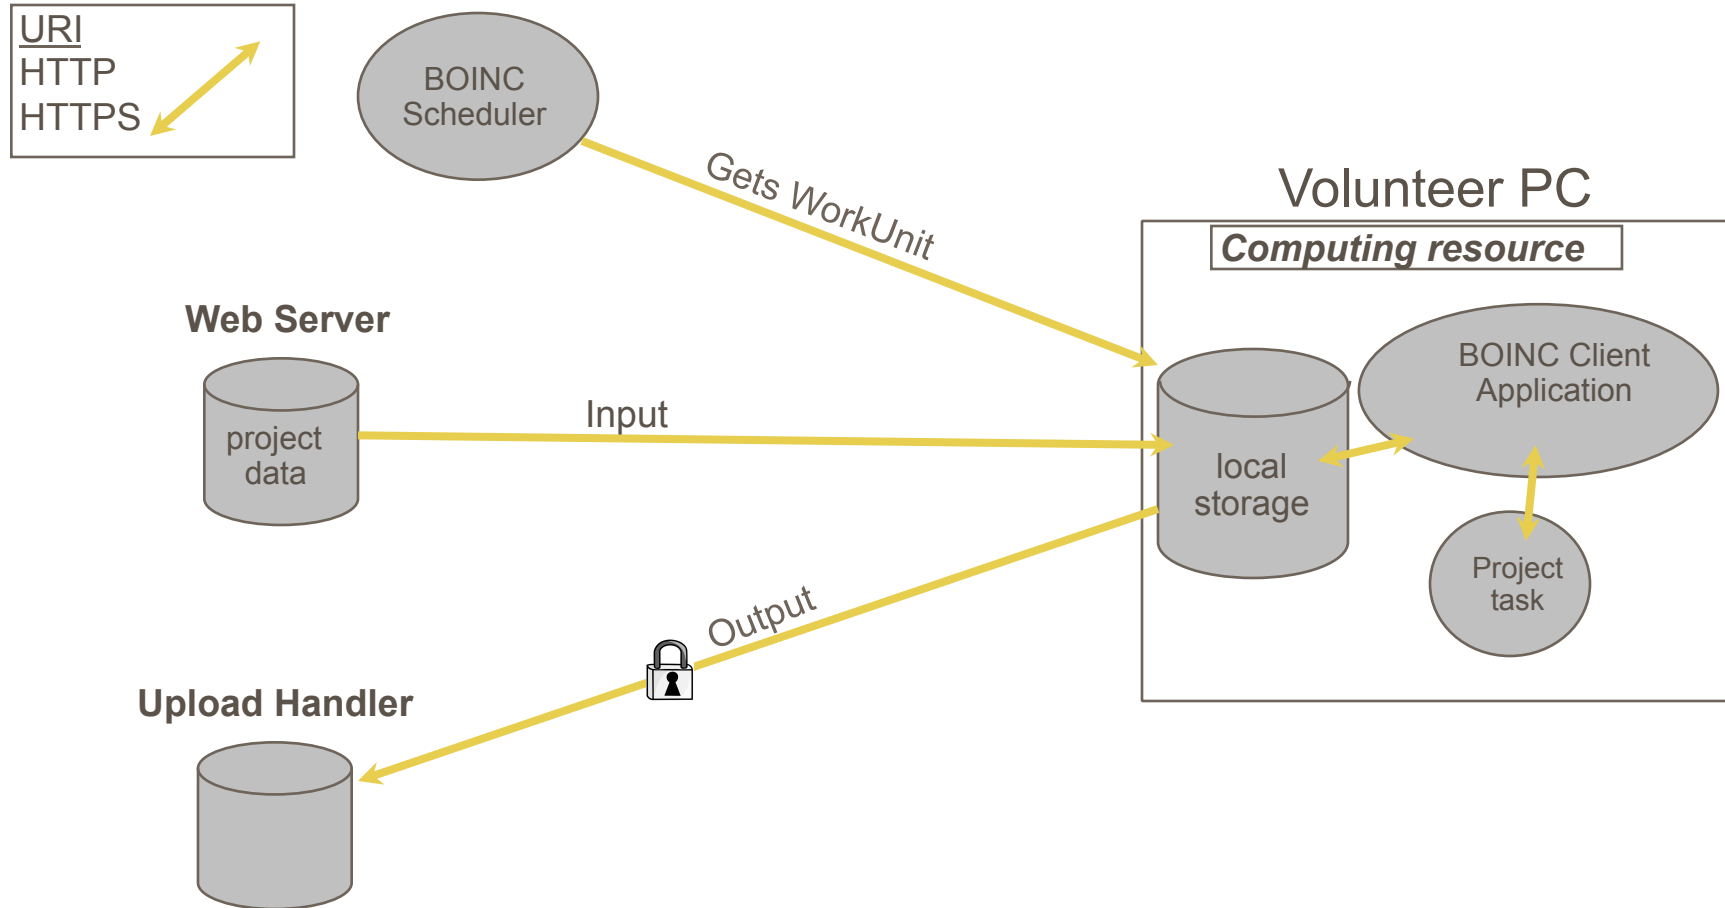 URI
HTTP
HTTPS
BOINC
Scheduler
Gets WorkUnit
Volunteer PC
Computing resource
Web Server
project
data
Input
BOINC Client
Application
local
storage
Project
task
Output
Upload Handler